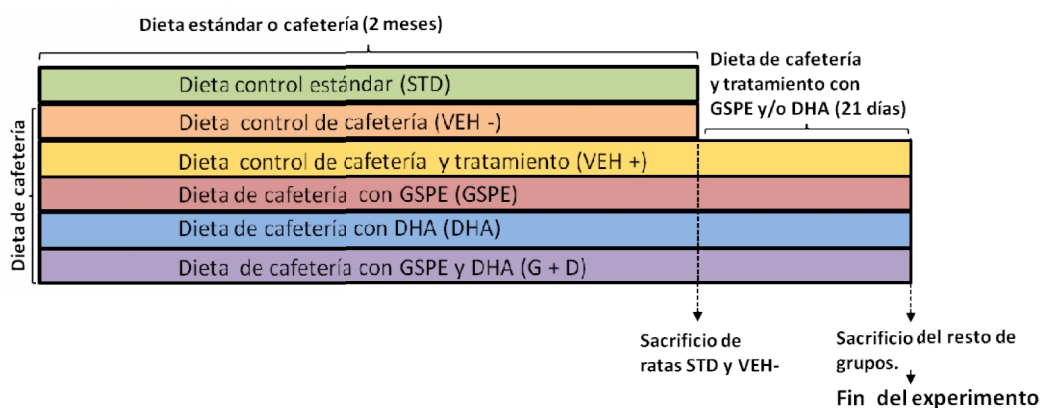 Dieta estándar o cafetería (2 meses)
Dieta de cafetería
y tratamiento con
GSPE y/o DHA (21 días)
Dieta control estándar (STD)
Dieta control de cafetería (VEH -)
Dieta control de cafetería y tratamiento (VEH +)
Dieta de cafetería con GSPE (GSPE)
Dieta de cafetería con DHA (DHA)
Dieta de cafetería con GSPE y DHA (G + D)
Dieta de cafetería
Sacrificio de
ratas STD y VEH-
Sacrificio del resto de
grupos.
Fin del experimento